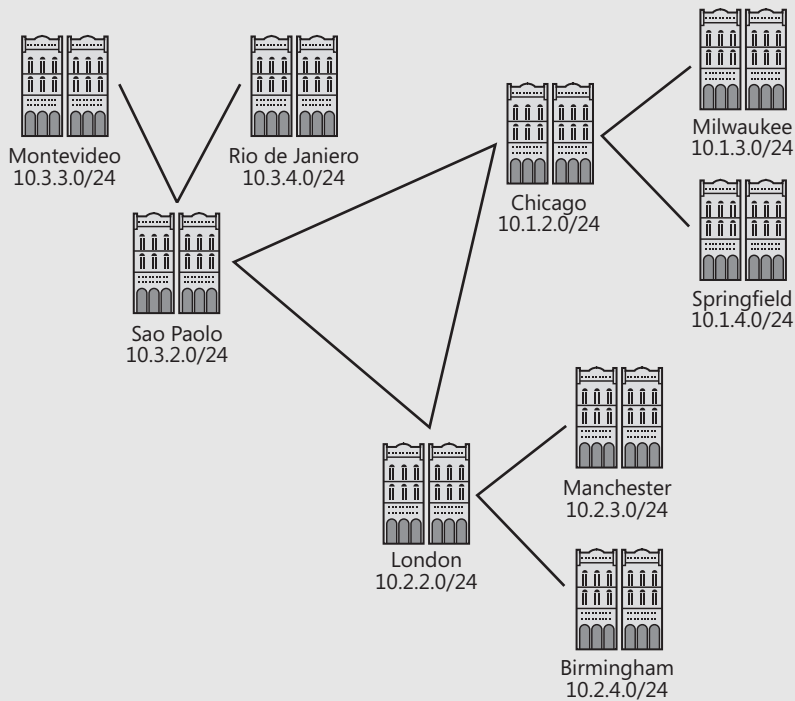 Montevideo
10.3.3.0/24
Rio de Janiero
10.3.4.0/24
Milwaukee
10.1.3.0/24
Chicago
10.1.2.0/24
Springfield
10.1.4.0/24
Sao Paolo
10.3.2.0/24
Manchester
10.2.3.0/24
London
10.2.2.0/24
Birmingham
10.2.4.0/24